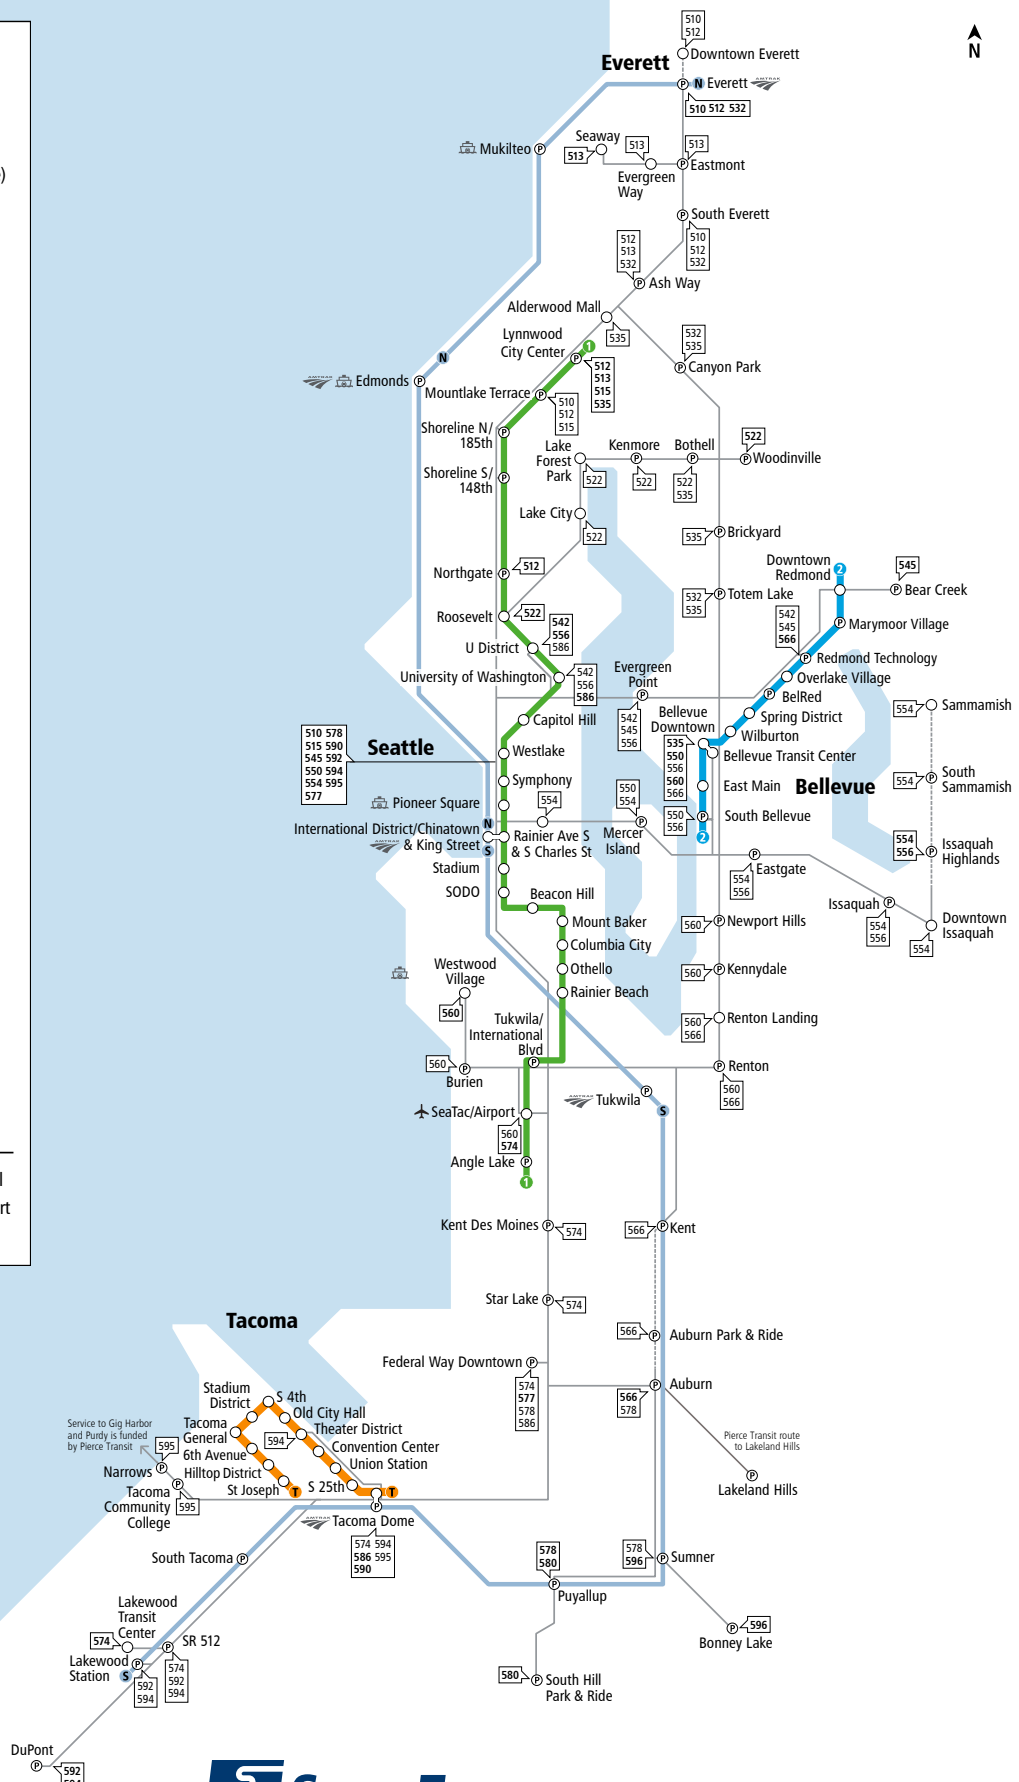 510
512
Downtown Everett
N
Everett
AMTRAK
N Everett
510 512 532
Mukilteo
Seaway
513
513
513
Evergreen
Way
Eastmont
South Everett
510
512
532
512
513
532
Ash Way
Alderwood Mall
535
Lynnwood
City Center
1
512
513
515
535
532
535
Canyon Park
N
AMTRAK
Edmonds
Mountlake Terrace
510
512
515
Shoreline N/
185th
Shoreline S/
148th
Lake
Forest
Park
522
Kenmore
522
Bothell
522
535
522
Woodinville
Lake City
522
535
Brickyard
Northgate
512
Downtown
Redmond
2
545
Bear Creek
532
535
Totem Lake
Roosevelt
522
542
545
566
Marymoor Village
U District
542
556
586
Redmond Technology
University of Washington
542
556
586
Evergreen
Point
542
545
556
Overlake Village
BelRed
Spring District
Wilburton
554
Sammamish
Capitol Hill
Bellevue
Downtown
535
550
556
560
566
Bellevue Transit Center
510 578
515 590
545 592
550 594
554 595
577
Seattle
Westlake
Symphony
East Main
Bellevue
554
South
Sammamish
Pioneer Square
N
554
550
554
Mercer
Island
550
556
South Bellevue
2
International District/Chinatown
& King Street
AMTRAK
S
Rainier Ave S
& S Charles St
554
556
Issaquah
Highlands
Stadium
SODO
Eastgate
554
556
Beacon Hill
Mount Baker
Columbia City
Othello
Rainier Beach
Issaquah
554
556
Downtown
Issaquah
554
560
Newport Hills
560
Kennydale
Westwood
Village
560
560
566
Renton Landing
Tukwila/
International
Blvd
560
Burien
Renton
560
566
AMTRAK
Tukwila
S
SeaTac/Airport
560
574
Angle Lake
1
Kent Des Moines
574
566
Kent
Star Lake
574
Tacoma
566
Auburn Park & Ride
Federal Way Downtown
574
577
578
586
Auburn
566
578
Stadium
District
S 4th
Old City Hall
Theater District
Convention Center
Union Station
594
Tacoma
General
6th Avenue
Hilltop District
St Joseph
T
S 25th
T
Service to Gig Harbor
and Purdy is funded
by Pierce Transit
595
Narrows
Tacoma
Community
College
595
Pierce Transit route
to Lakeland Hills
Lakeland Hills
AMTRAK
Tacoma Dome
574 594
586 595
590
South Tacoma
578
580
Puyallup
578
596
Sumner
Lakewood
Transit
Center
574
SR 512
574
592
594
Lakewood
Station
S
592
594
596
Bonney Lake
580
South Hill
Park & Ride
DuPont
592